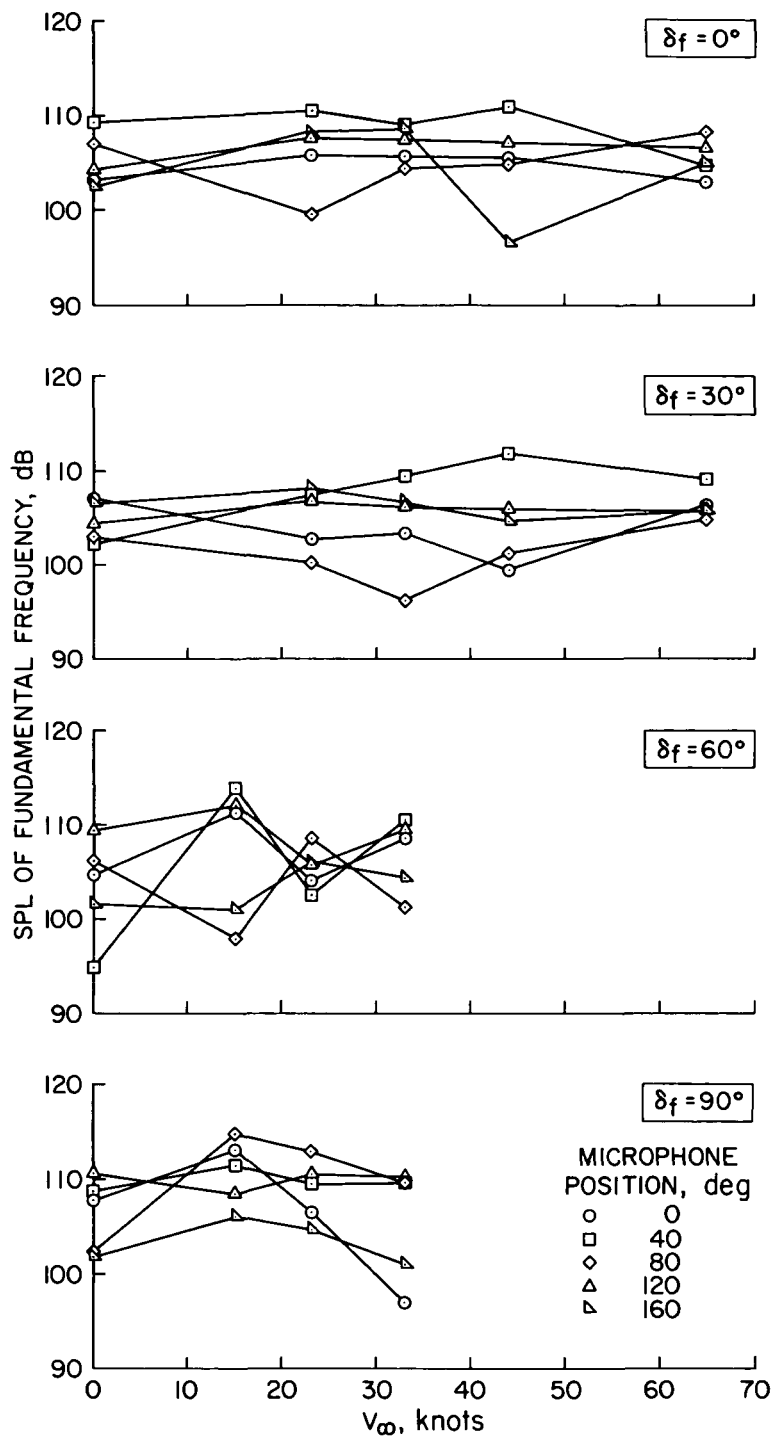 SPL OF FUNDAMENTAL FREQUENCY, dB
120
110
100
90
δf = 0°
120
110
100
90
δf = 30°
120
110
100
90
δf = 60°
120
110
100
90
δf = 90°
MICROPHONE
POSITION, deg
0
40
80
120
160
0 10 20 30 40 50 60 70
V∞, knots